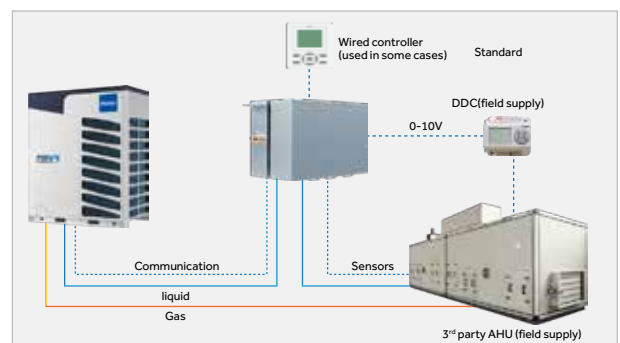 Wired controller
(used in some cases)
Standard
DDC(field supply)
0-10V
Communication
Sensors
liquid
Gas
3rd party AHU (field supply)